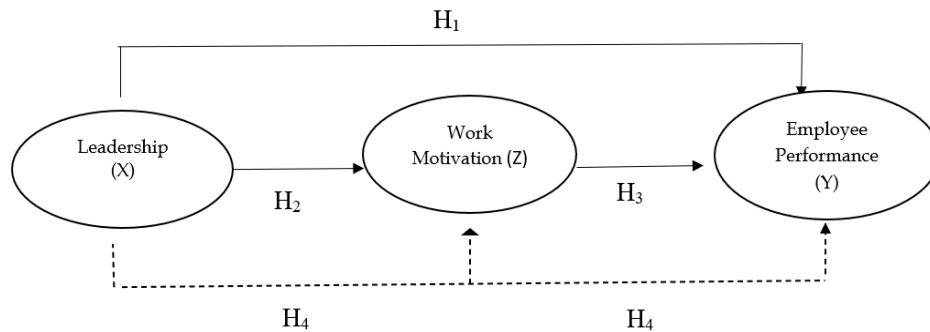 H₁
Leadership
(X)
Work
Motivation (Z)
Employee
Performance
(Y)
H₂
H₃
H₄
H₄